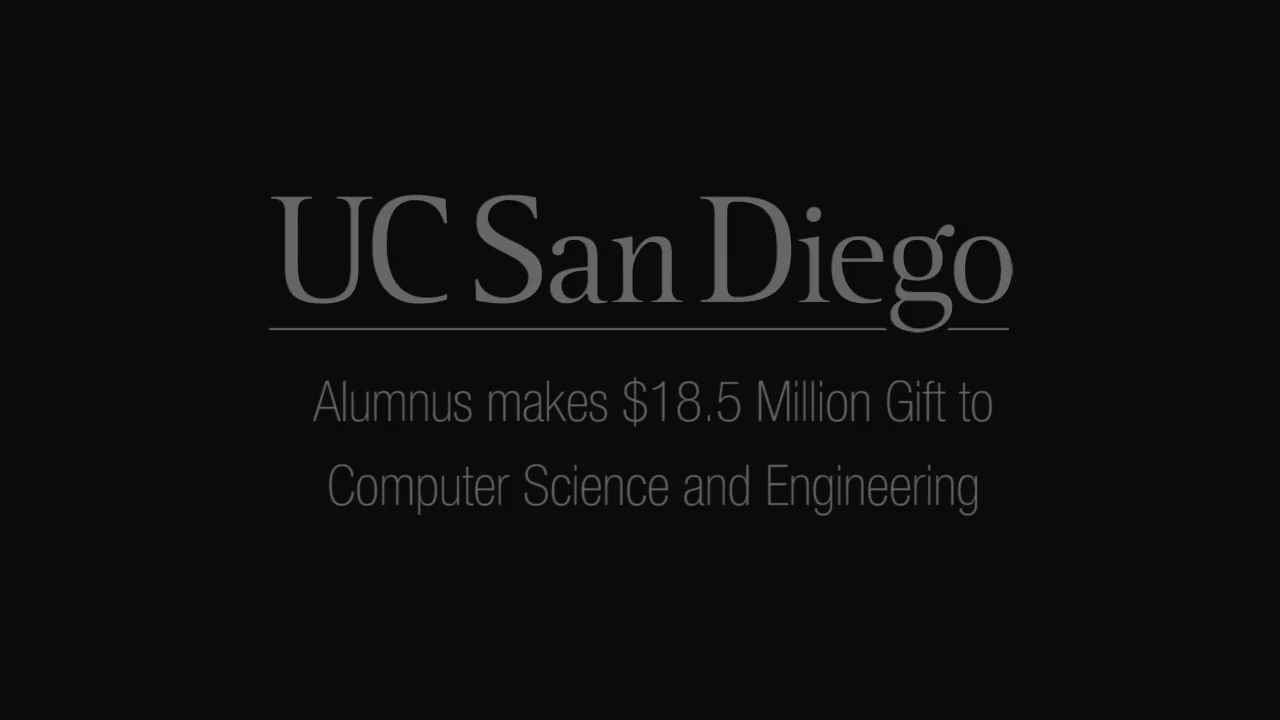 UC San Diego
Alumnus makes $18.5 Million Gift to
Computer Science and Engineering